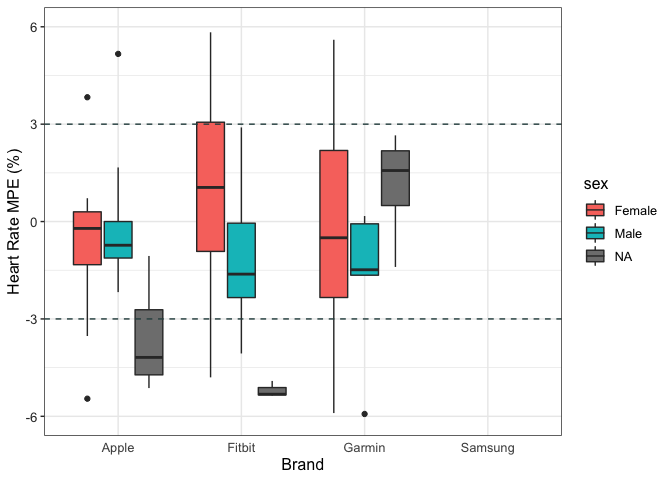 6
3
0
-3
-6
Heart Rate MPE (%)
Apple
Fitbit
Garmin
Samsung
Brand
sex
Female
Male
NA